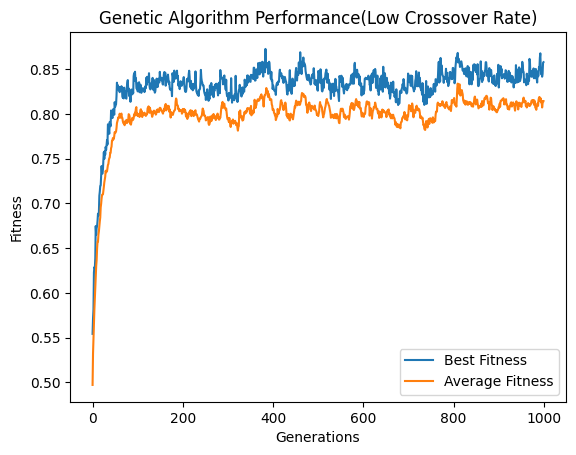 Genetic Algorithm Performance(Low Crossover Rate)
Fitness
0.85
0.80
0.75
0.70
0.65
0.60
0.55
0.50
0
200
400
600
800
1000
Generations
Best Fitness
Average Fitness